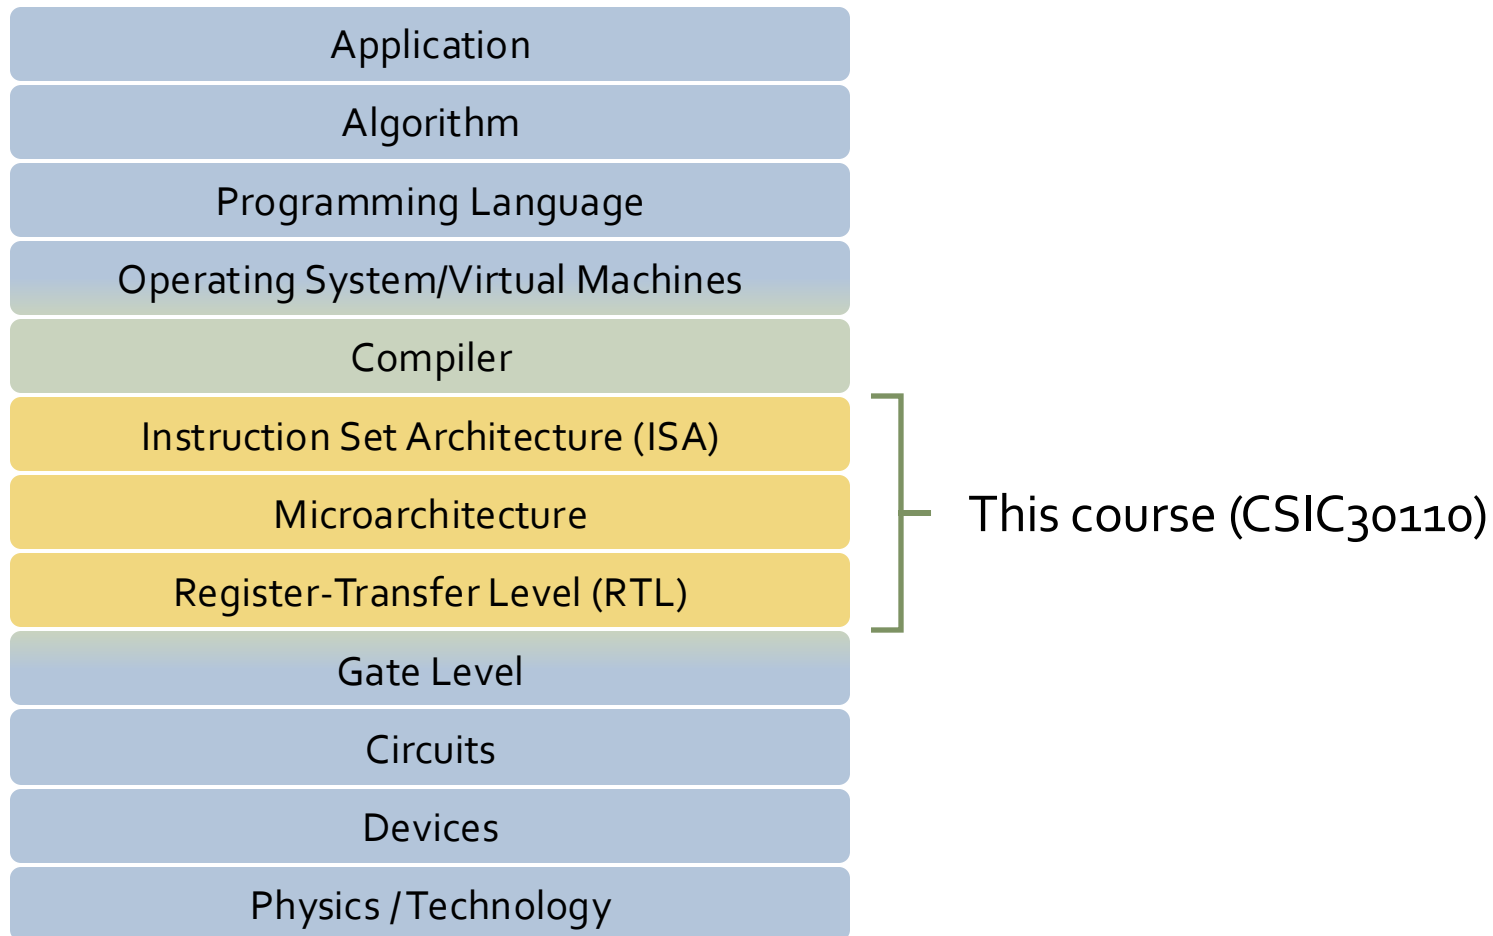 Application
Algorithm
Programming Language
Operating System/Virtual Machines
Compiler
Instruction Set Architecture (ISA)
Microarchitecture
Register-Transfer Level (RTL)
Gate Level
Circuits
Devices
Physics / Technology
This course (CSIC30110)